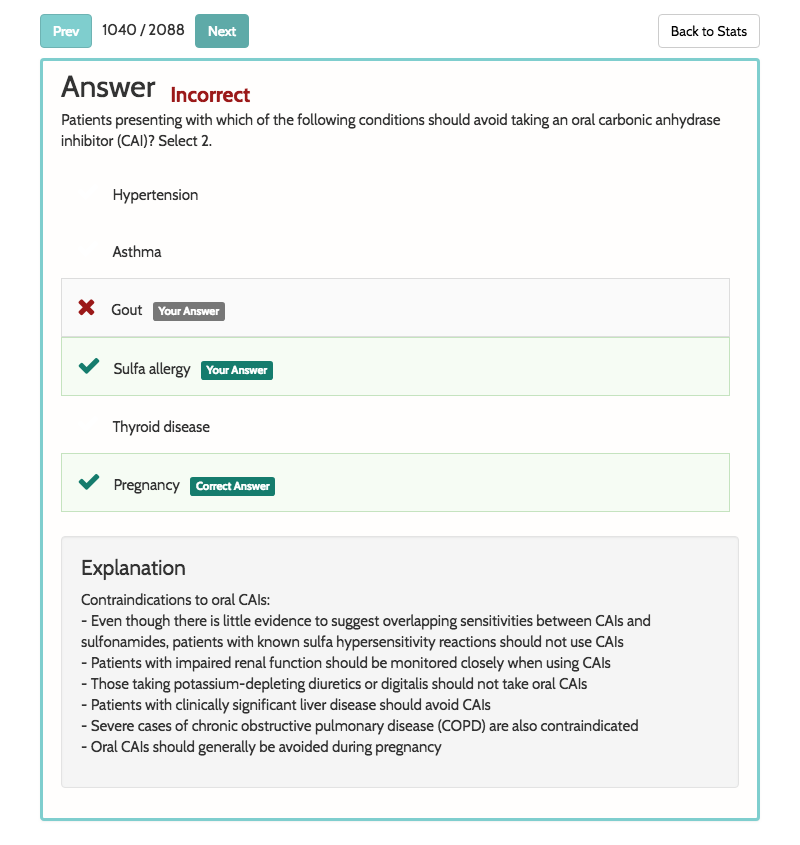 Prev 1040 / 2088 Next Back to Stats
Answer Incorrect
Patients presenting with which of the following conditions should avoid taking an oral carbonic anhydrase
inhibitor (CAI)? Select 2.
Hypertension
Asthma
Gout Your Answer
Sulfa allergy Your Answer
Thyroid disease
Pregnancy Correct Answer
Explanation
Contraindications to oral CAIs:
- Even though there is little evidence to suggest overlapping sensitivities between CAIs and
sulfonamides, patients with known sulfa hypersensitivity reactions should not use CAIs
- Patients with impaired renal function should be monitored closely when using CAIs
- Those taking potassium-depleting diuretics or digitalis should not take oral CAIs
- Patients with clinically significant liver disease should avoid CAIs
- Severe cases of chronic obstructive pulmonary disease (COPD) are also contraindicated
- Oral CAIs should generally be avoided during pregnancy